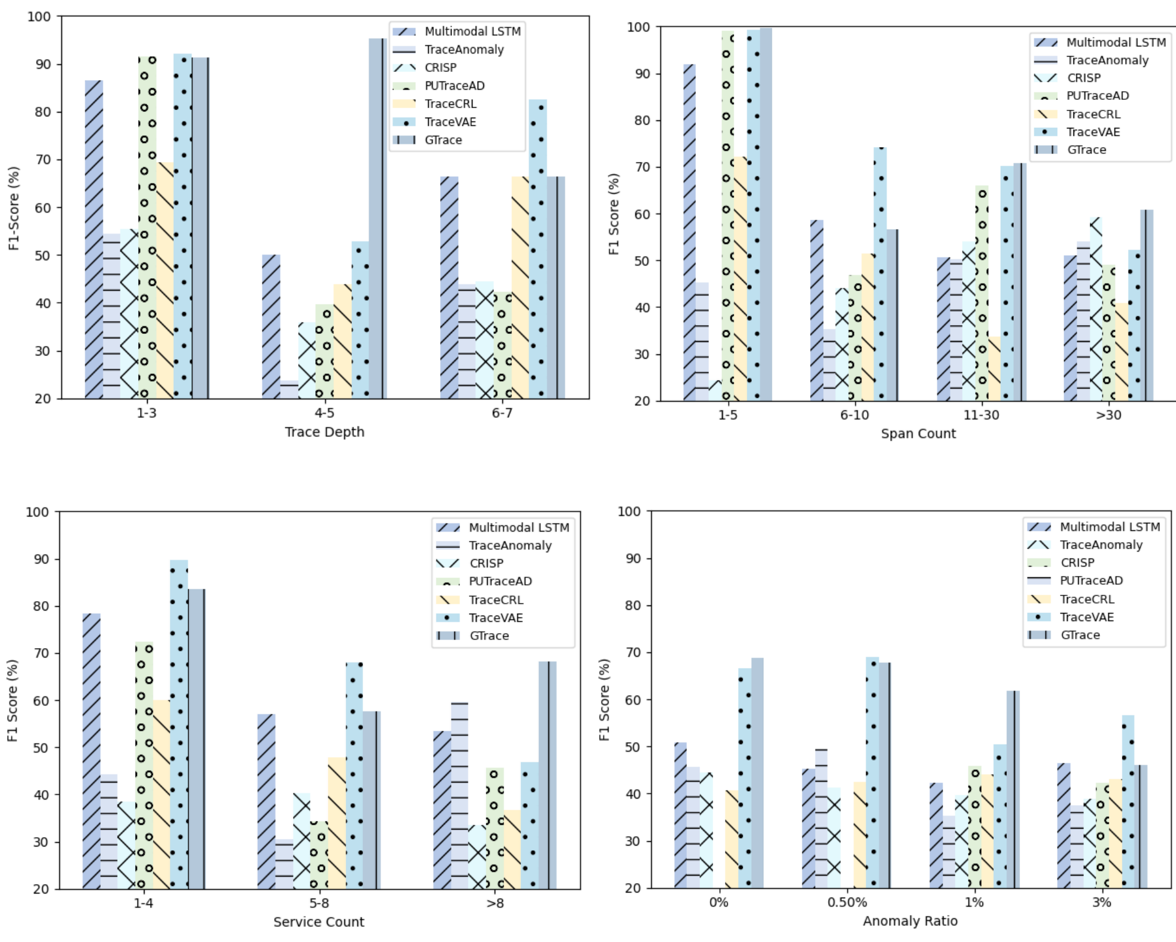 100
90
80
70
60
50
40
30
20
F1-Score (%)
1-3
4-5
6-7
Trace Depth
Multimodal LSTM
TraceAnomaly
CRISP
PUTraceAD
TraceCRL
TraceVAE
GTrace
100
90
80
70
60
50
40
30
20
F1 Score (%)
1-5
6-10
11-30
>30
Span Count
Multimodal LSTM
TraceAnomaly
CRISP
PUTraceAD
TraceCRL
TraceVAE
GTrace
100
90
80
70
60
50
40
30
20
F1 Score (%)
1-4
5-8
>8
Service Count
Multimodal LSTM
TraceAnomaly
CRISP
PUTraceAD
TraceCRL
TraceVAE
GTrace
100
90
80
70
60
50
40
30
20
F1 Score (%)
0%
0.50%
1%
3%
Anomaly Ratio
Multimodal LSTM
TraceAnomaly
CRISP
PUTraceAD
TraceCRL
TraceVAE
GTrace